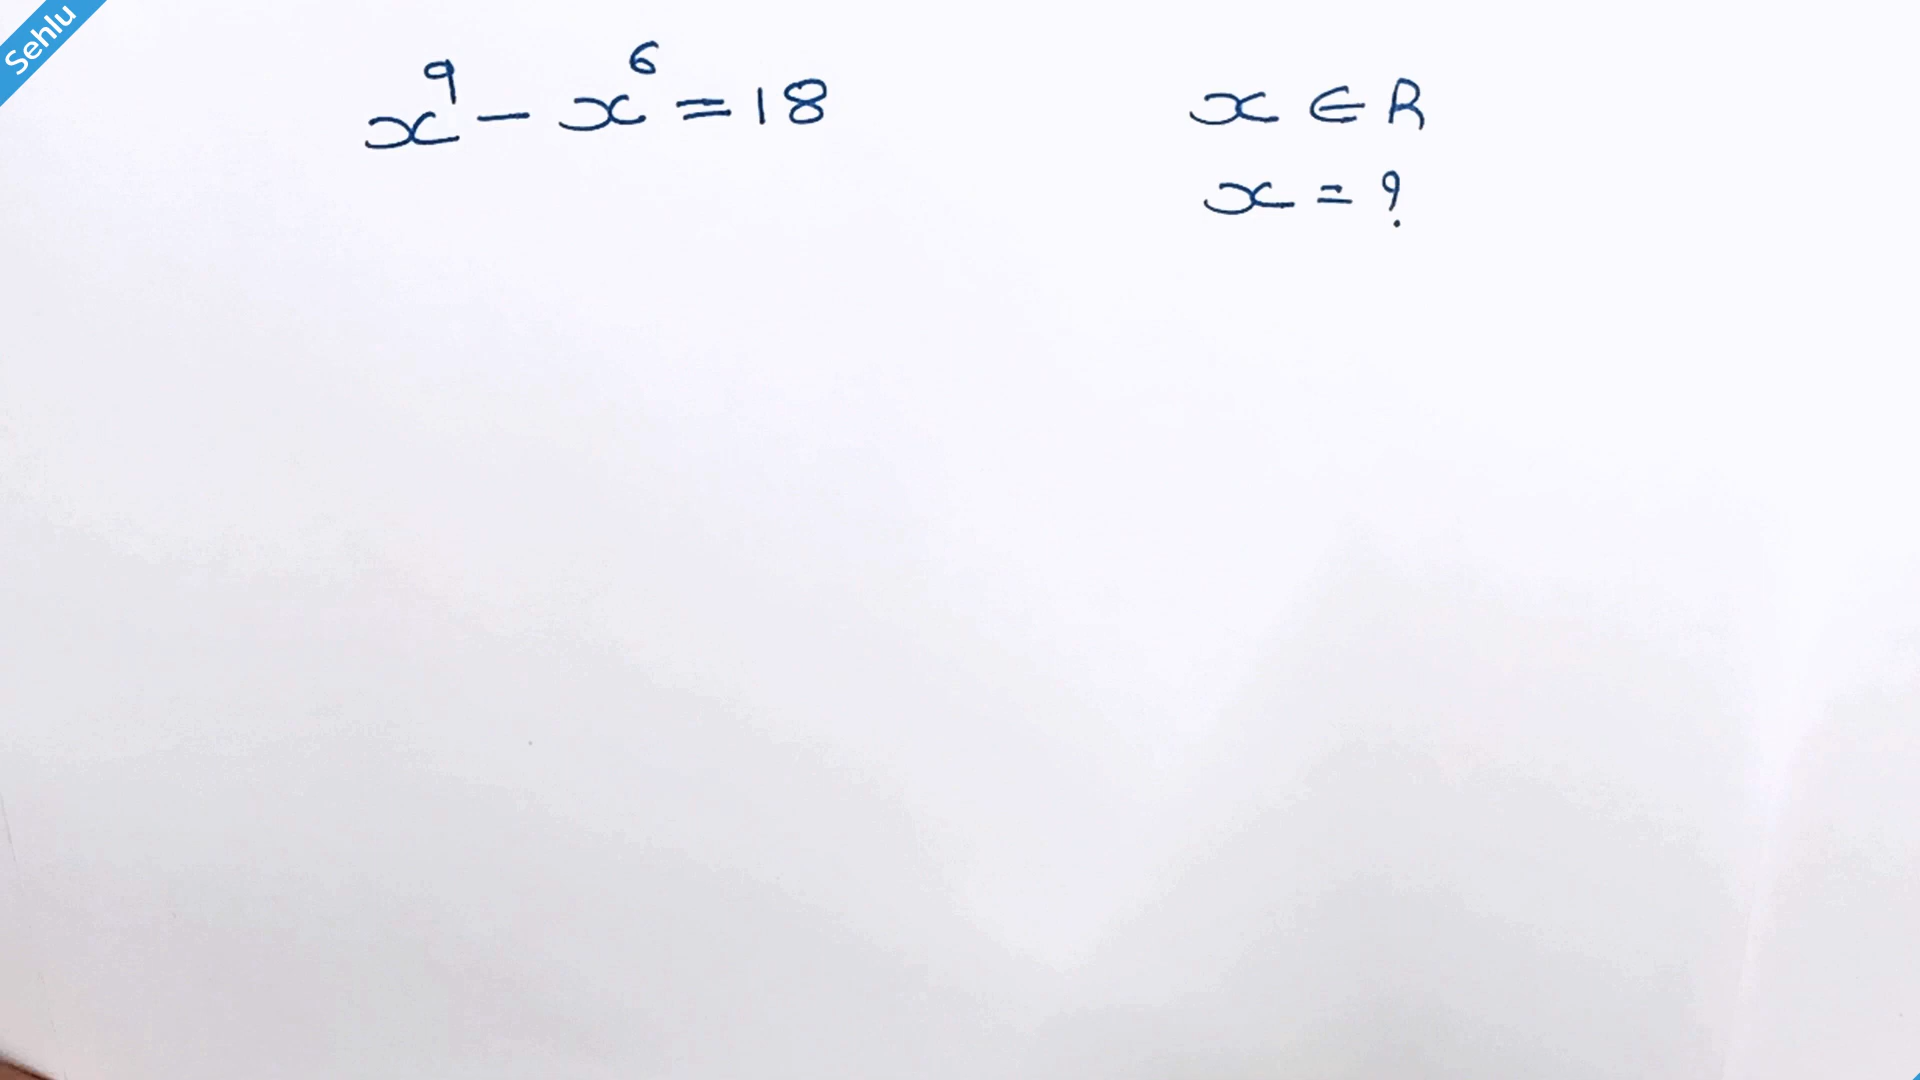 Sehlu
x⁹ - x⁶ = 18
x ∈ R
x = ?